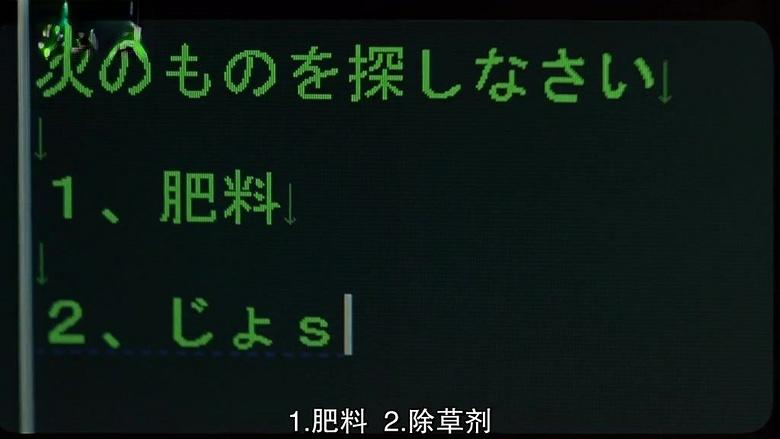 次のものを探しなさい↓
↓
1、肥料↓
↓
2、じょs
1.肥料 2.除草剂